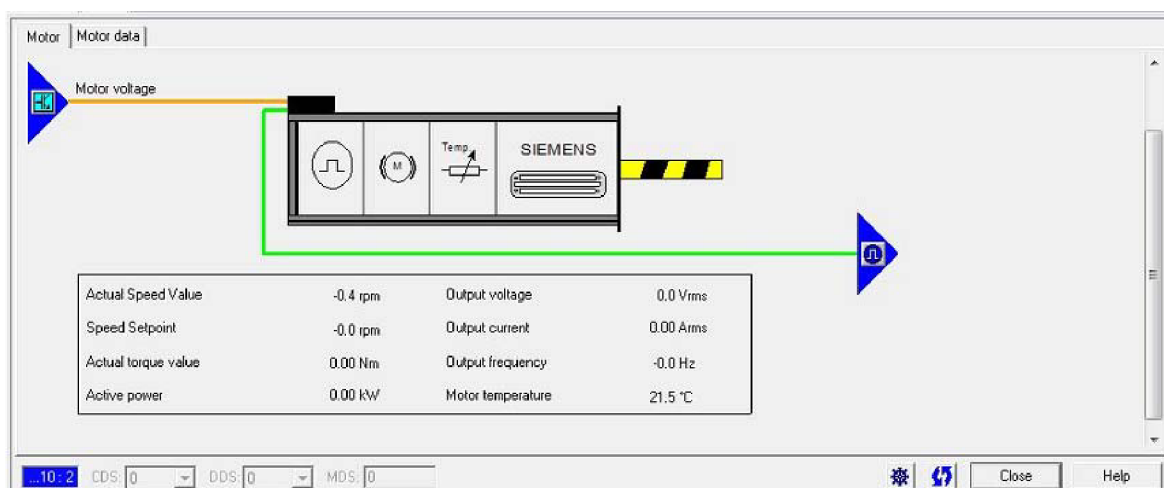 Motor Motor data
Motor voltage
Temp
SIEMENS
M
Actual Speed Value -0.4 rpm Output voltage 0.0 Vrms
Speed Setpoint -0.0 rpm Output current 0.00 Arms
Actual torque value 0.00 Nm Output frequency -0.0 Hz
Active power 0.00 kW Motor temperature 21.5 °C
...10 : 2 CDS: 0 DDS: 0 MDS: 0 Close Help